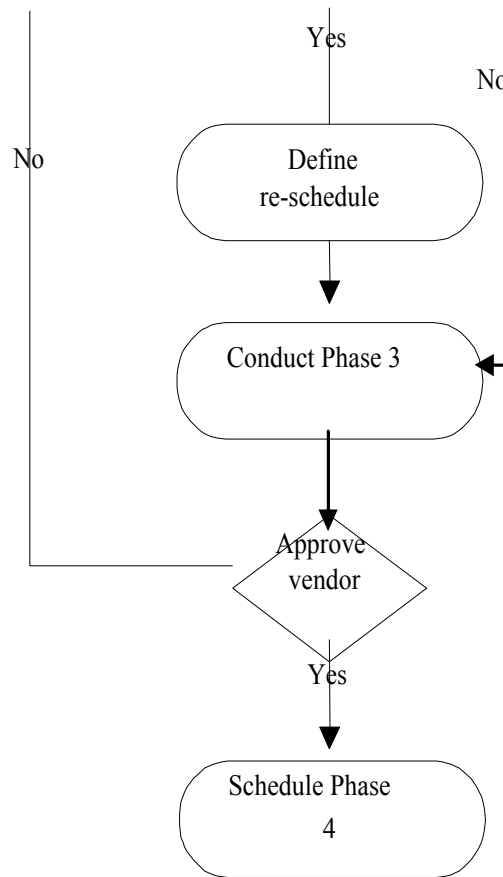 Yes
No
No
Define
re-schedule
Conduct Phase 3
Approve
vendor
Yes
Schedule Phase
4